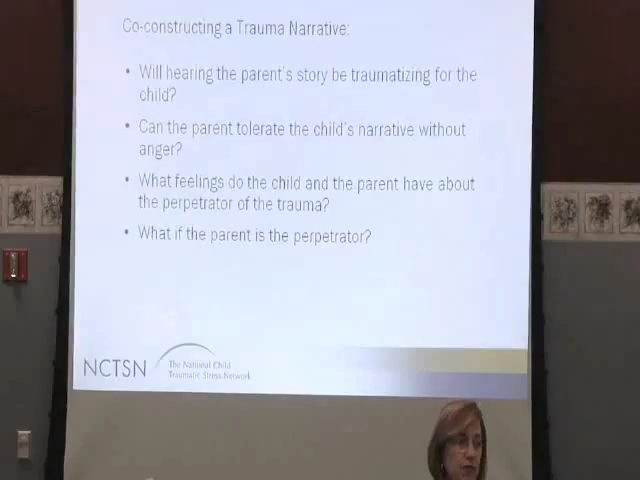 Co-constructing a Trauma Narrative:
• Will hearing the parent's story be traumatizing for the
child?
• Can the parent tolerate the child's narrative without
anger?
• What feelings do the child and the parent have about
the perpetrator of the trauma?
• What if the parent is the perpetrator?
NCTSN
The National Child
Traumatic Stress Network